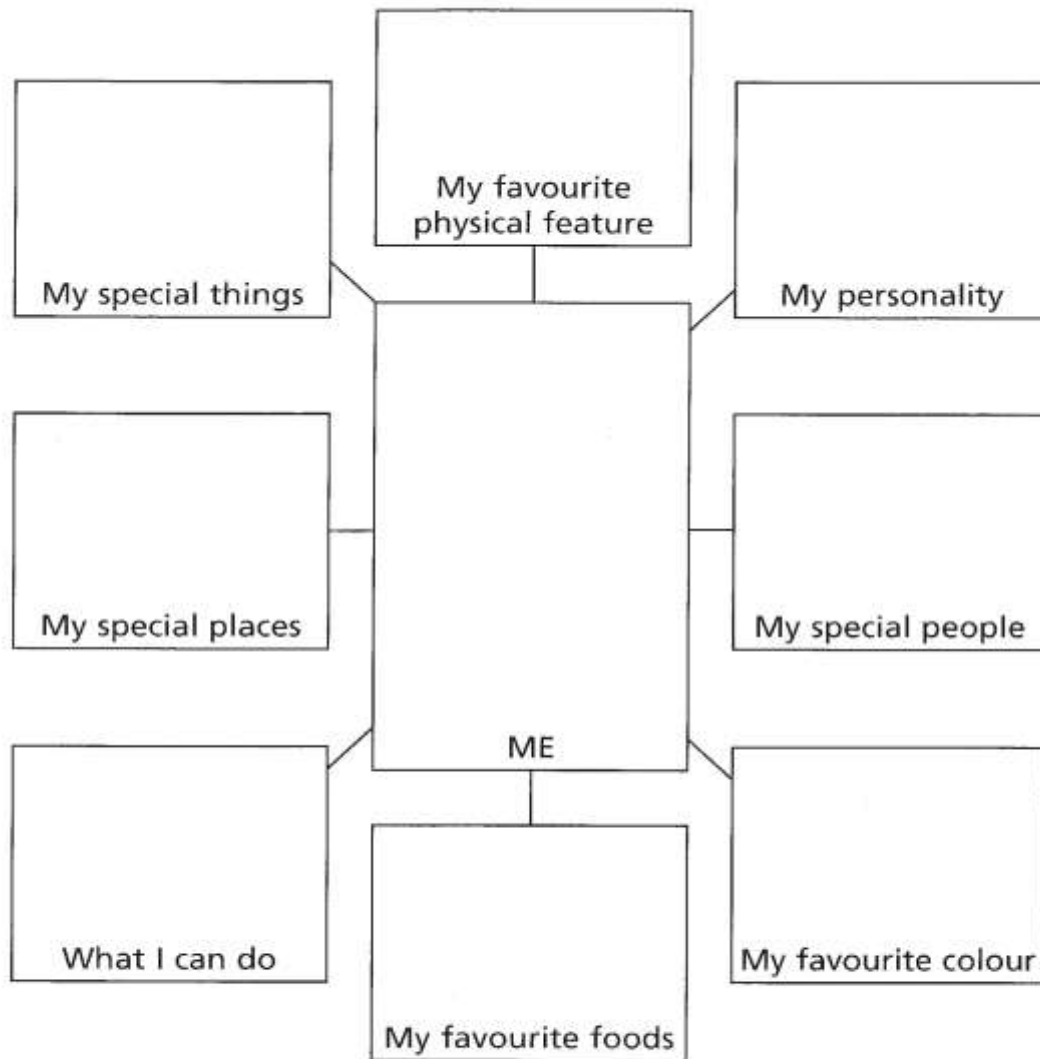 My favourite
physical feature
My special things
My personality
My special places
My special people
ME
What I can do
My favourite colour
My favourite foods